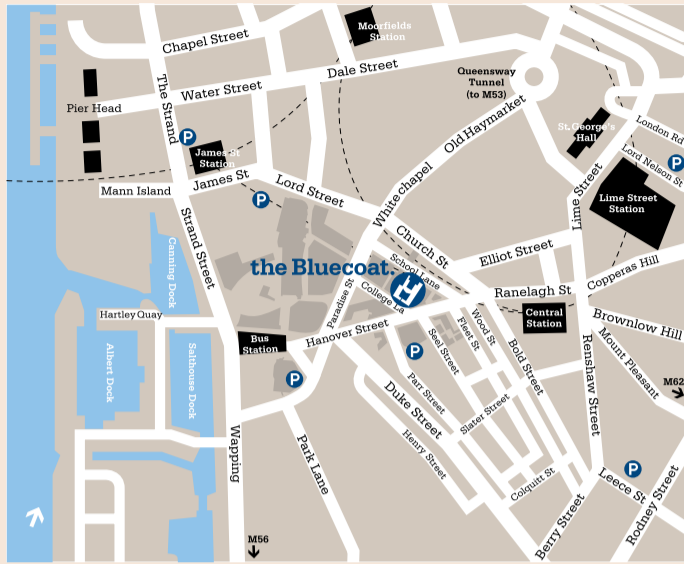 Moorfields
Station
Chapel Street
Dale Street
Queensway
Tunnel
(to M53)
Water Street
The Strand
Pier Head
Old Haymarket
St. George's
Hall
London Rd
P
James St
Station
Lord Nelson St
P
Lime Street
Station
Mann Island
James St
P
Lord Street
Whitechapel
Lime Street
Strand Street
Church St
Elliot Street
Canning Dock
School Lane
the Bluecoat.
Copperas Hill
College La
Ranelagh St
Paradise St
Hartley Quay
Central
Station
Brownlow Hill
Bus
Station
Hanover Street
Wood St
Fleet St
Seel Street
Bold Street
Renshaw Street
Mount Pleasant
Albert Dock
Salthouse Dock
P
P
Parr Street
M62
Duke Street
Slater Street
Wapping
Park Lane
Henry Street
Colquitt St
P
Leece St
Rodney Street
Berry Street
M56